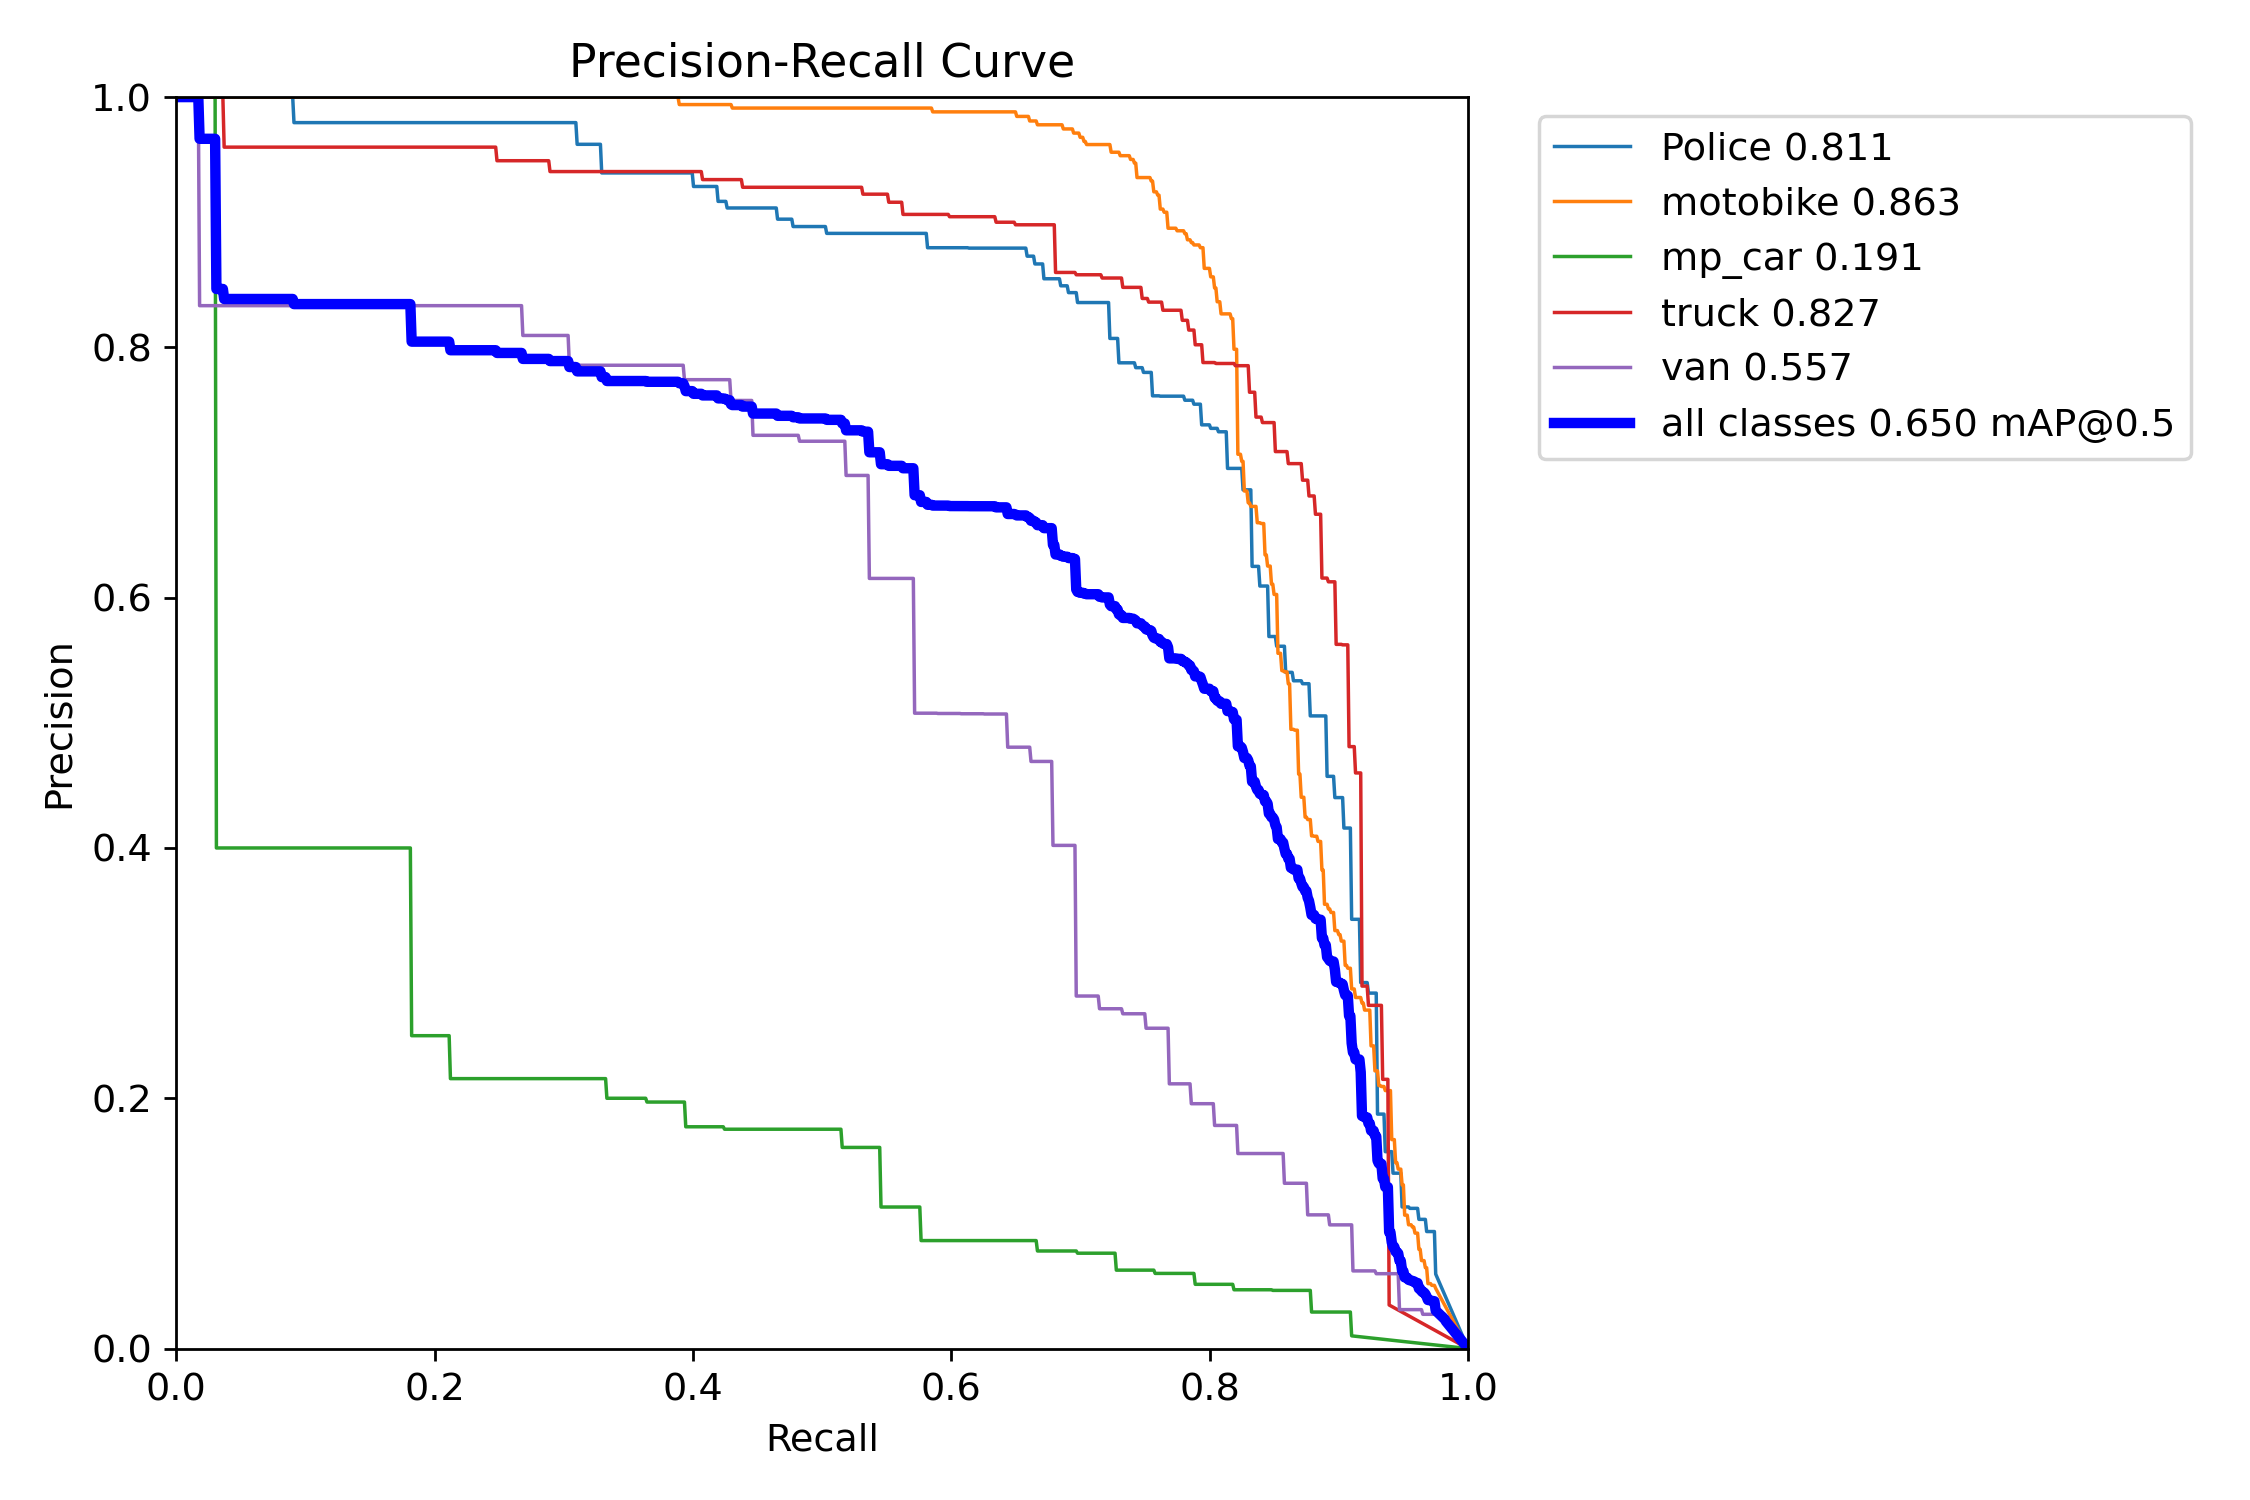 Precision-Recall Curve
1.0
0.8
0.6
0.4
0.2
0.0
Precision
0.0 0.2 0.4 0.6 0.8 1.0
Recall
Police 0.811
motobike 0.863
mp_car 0.191
truck 0.827
van 0.557
all classes 0.650 mAP@0.5